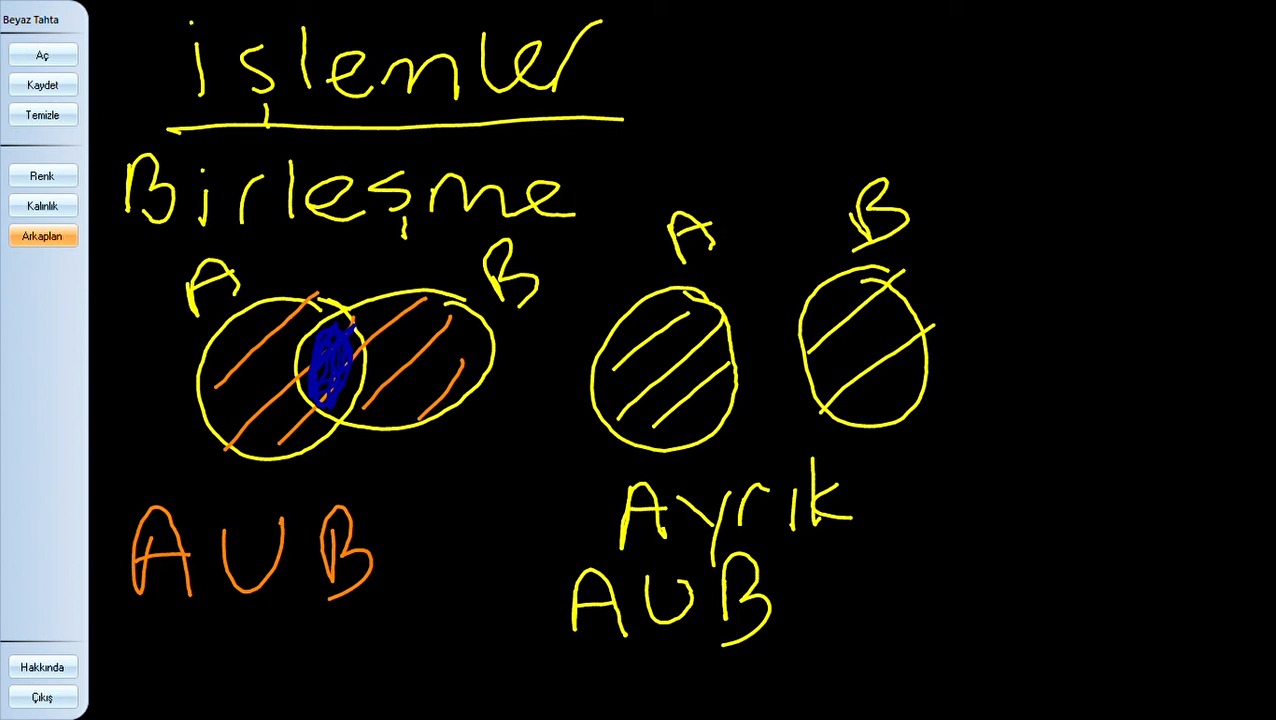 Beyaz Tahta
Aç
Kaydet
Temizle
Renk
Kalınlık
Arkaplan
Hakkında
Çıkış
işlemler
Birleşme
A B
A B
AUB
Ayrık
AUB